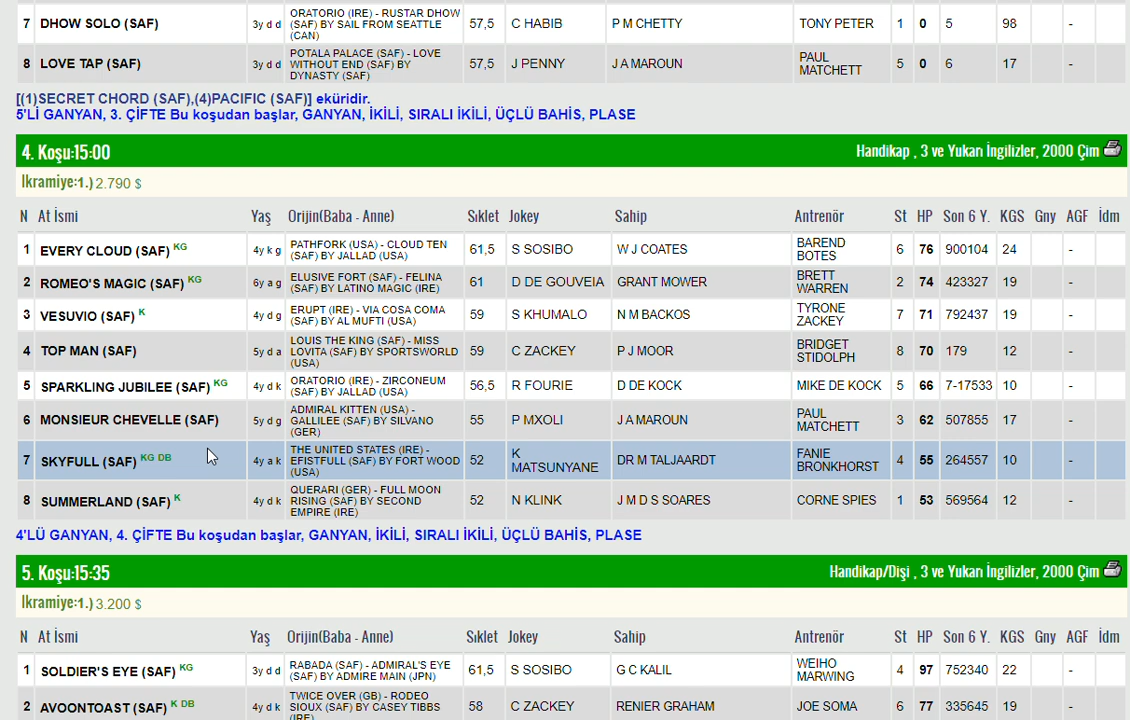 7 DHOW SOLO (SAF) 3y d d ORATORIO (IRE) - RUSTAR DHOW (SAF) BY SAIL FROM SEATTLE (CAN) 57,5 C HABIB P M CHETTY TONY PETER 1 0 5 98 -
8 LOVE TAP (SAF) 3y d d POTALA PALACE (SAF) - LOVE WITHOUT END (SAF) BY DYNASTY (SAF) 57,5 J PENNY J A MAROUN PAUL MATCHETT 5 0 6 17 -
[(1)SECRET CHORD (SAF),(4)PACIFIC (SAF)] eküridir.
5'Lİ GANYAN, 3. ÇİFTE Bu koşudan başlar, GANYAN, İKİLİ, SIRALI İKİLİ, ÜÇLÜ BAHİS, PLASE
4. Koşu:15:00 Handikap , 3 ve Yukarı İngilizler, 2000 Çim
İkramiye:1.) 2.790 $
N At İsmi Yaş Orijin(Baba - Anne) Sıklet Jokey Sahip Antrenör St HP Son 6 Y. KGS Gny AGF İdm
1 EVERY CLOUD (SAF) KG 4y k g PATHFORK (USA) - CLOUD TEN (SAF) BY JALLAD (USA) 61,5 S SOSIBO W J COATES BAREND BOTES 6 76 900104 24 -
2 ROMEO'S MAGIC (SAF) KG 6y a g ELUSIVE FORT (SAF) - FELINA (SAF) BY LATINO MAGIC (IRE) 61 D DE GOUVEIA GRANT MOWER BRETT WARREN 2 74 423327 19 -
3 VESUVIO (SAF) K 4y d g ERUPT (IRE) - VIA COSA COMA (SAF) BY AL MUFTI (USA) 59 S KHUMALO N M BACKOS TYRONE ZACKEY 7 71 792437 19 -
4 TOP MAN (SAF) 5y d a LOUIS THE KING (SAF) - MISS LOVITA (SAF) BY SPORTSWORLD (USA) 59 C ZACKEY P J MOOR BRIDGET STIDOLPH 8 70 179 12 -
5 SPARKLING JUBILEE (SAF) KG 4y d k ORATORIO (IRE) - ZIRCONEUM (SAF) BY JALLAD (USA) 56,5 R FOURIE D DE KOCK MIKE DE KOCK 5 66 7-17533 10 -
6 MONSIEUR CHEVELLE (SAF) 5y d g ADMIRAL KITTEN (USA) - GALLILEE (SAF) BY SILVANO (GER) 55 P MXOLI J A MAROUN PAUL MATCHETT 3 62 507855 17 -
7 SKYFULL (SAF) KG DB 4y a k THE UNITED STATES (IRE) - EFISTFULL (SAF) BY FORT WOOD (USA) 52 K MATSUNYANE DR M TALJAARDT FANIE BRONKHORST 4 55 264557 10 -
8 SUMMERLAND (SAF) K 4y d k QUERARI (GER) - FULL MOON RISING (SAF) BY SECOND EMPIRE (IRE) 52 N KLINK J M D S SOARES CORNE SPIES 1 53 569564 12 -
4'LÜ GANYAN, 4. ÇİFTE Bu koşudan başlar, GANYAN, İKİLİ, SIRALI İKİLİ, ÜÇLÜ BAHİS, PLASE
5. Koşu:15:35 Handikap/Dişi , 3 ve Yukarı İngilizler, 2000 Çim
İkramiye:1.) 3.200 $
N At İsmi Yaş Orijin(Baba - Anne) Sıklet Jokey Sahip Antrenör St HP Son 6 Y. KGS Gny AGF İdm
1 SOLDIER'S EYE (SAF) KG 3y d d RABADA (SAF) - ADMIRAL'S EYE (SAF) BY ADMIRE MAIN (JPN) 61,5 S SOSIBO G C KALIL WEIHO MARWING 4 97 752340 22 -
2 AVOONTOAST (SAF) K DB 4y d k TWICE OVER (GB) - RODEO SIOUX (SAF) BY CASEY TIBBS (IRE) 58 C ZACKEY RENIER GRAHAM JOE SOMA 6 77 335645 19 -